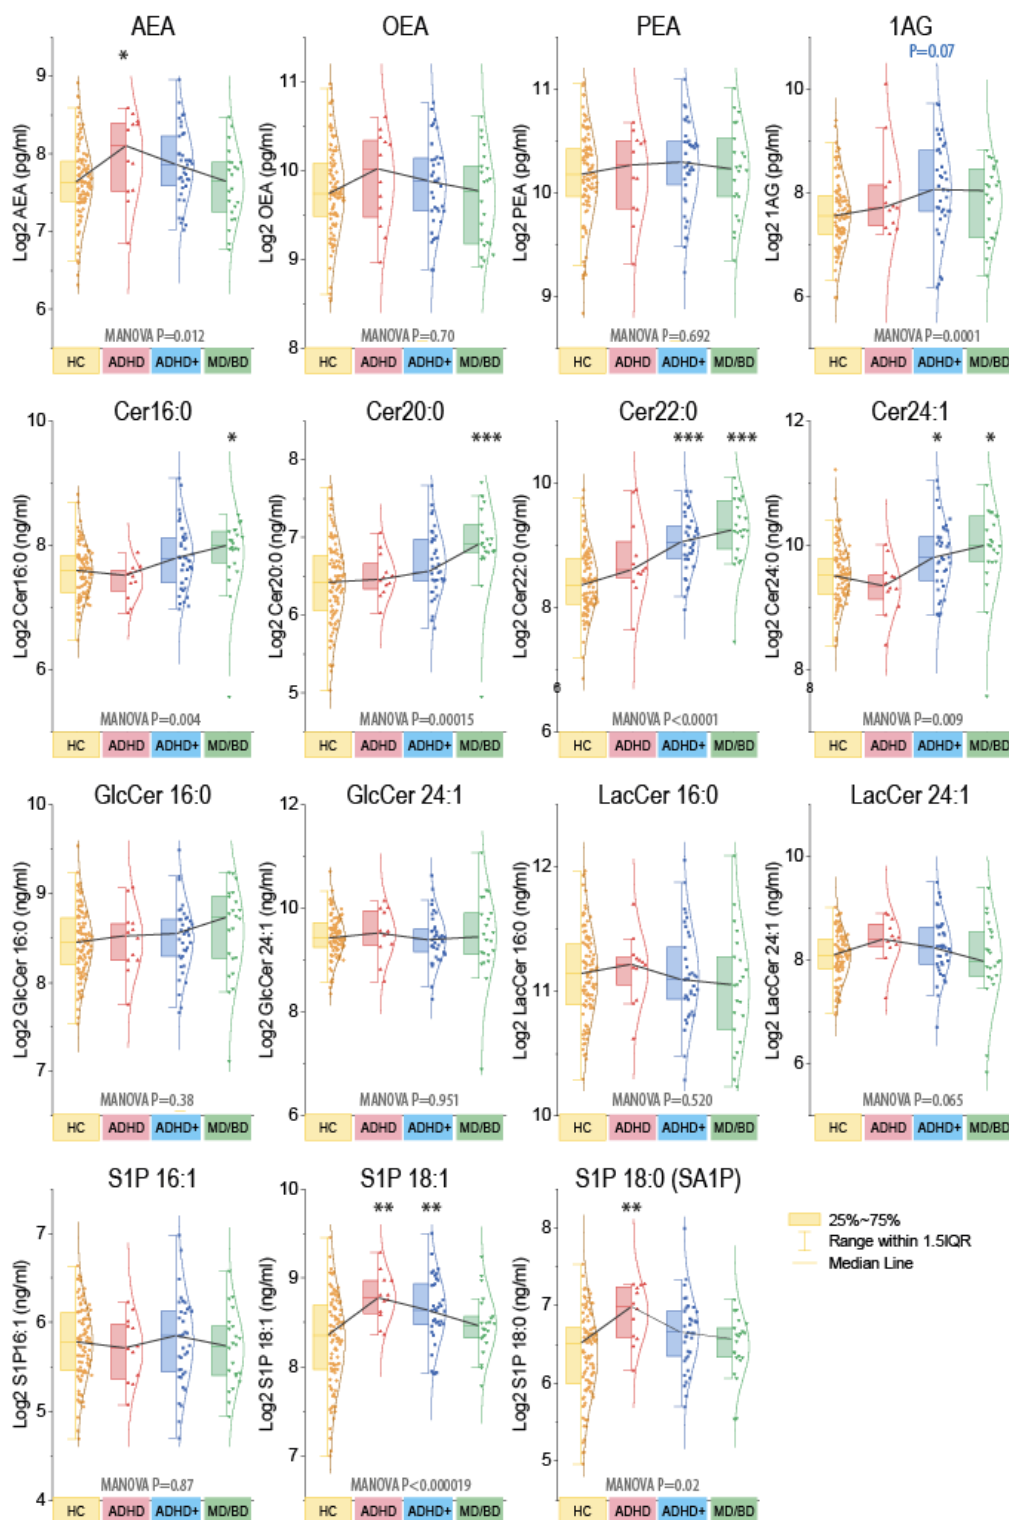 AEA OEA PEA 1AG
* P=0.07
9 11 11 10
8 10 10 8
7 9 9 6
6 8
Log2 AEA (pg/ml) Log2 OEA (pg/ml) Log2 PEA (pg/ml) Log2 1AG (pg/ml)
MANOVA P=0.012 MANOVA P=0.70 MANOVA P=0.692 MANOVA P=0.0001
HC ADHD ADHD+ MD/BD HC ADHD ADHD+ MD/BD HC ADHD ADHD+ MD/BD HC ADHD ADHD+ MD/BD
Cer16:0 Cer20:0 Cer22:0 Cer24:1
* *** *** *** * *
10 8 10 12
8 7 8 10
6 6 6 8
5 6 8
Log2 Cer16:0 (ng/ml) Log2 Cer20:0 (ng/ml) Log2 Cer22:0 (ng/ml) Log2 Cer24:0 (ng/ml)
MANOVA P=0.004 MANOVA P=0.00015 MANOVA P<0.0001 MANOVA P=0.009
HC ADHD ADHD+ MD/BD HC ADHD ADHD+ MD/BD HC ADHD ADHD+ MD/BD HC ADHD ADHD+ MD/BD
GlcCer 16:0 GlcCer 24:1 LacCer 16:0 LacCer 24:1
10 12 12 10
9 10 11 8
8 8 10 6
7 6
Log2 GlcCer 16:0 (ng/ml) Log2 GlcCer 24:1 (ng/ml) Log2 LacCer 16:0 (ng/ml) Log2 LacCer 24:1 (ng/ml)
MANOVA P=0.38 MANOVA P=0.951 MANOVA P=0.520 MANOVA P=0.065
HC ADHD ADHD+ MD/BD HC ADHD ADHD+ MD/BD HC ADHD ADHD+ MD/BD HC ADHD ADHD+ MD/BD
S1P 16:1 S1P 18:1 S1P 18:0 (SA1P)
** ** **
7 10 8
6 9 7
5 8 6
4 7 5
Log2 S1P16:1 (ng/ml) Log2 S1P 18:1 (ng/ml) Log2 S1P 18:0 (ng/ml)
25%~75%
Range within 1.5IQR
Median Line
MANOVA P=0.87 MANOVA P<0.000019 MANOVA P=0.02
HC ADHD ADHD+ MD/BD HC ADHD ADHD+ MD/BD HC ADHD ADHD+ MD/BD